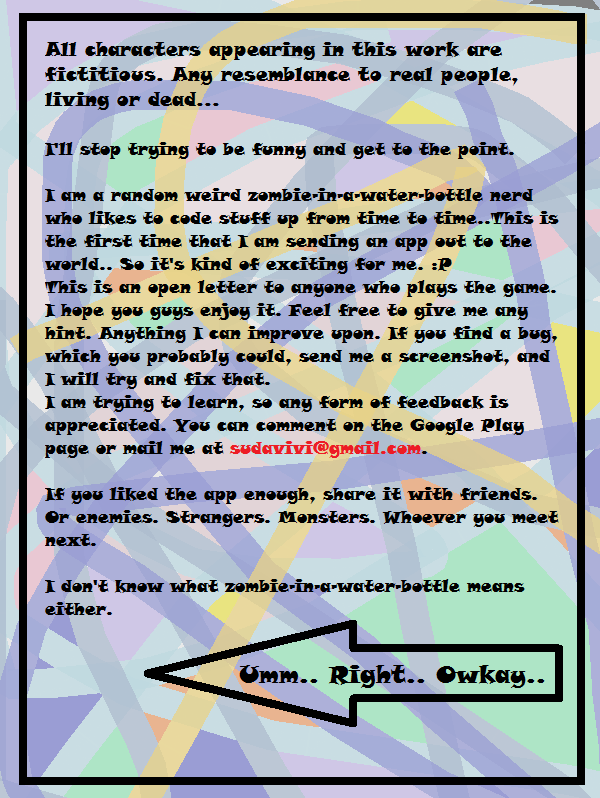 All characters appearing in this work are
fictitious. Any resemblance to real people,
living or dead...
I'll stop trying to be funny and get to the point.
I am a random weird zombie-in-a-water-bottle nerd
who likes to code stuff up from time to time..This is
the first time that I am sending an app out to the
world.. So it's kind of exciting for me. :P
This is an open letter to anyone who plays the game.
I hope you guys enjoy it. Feel free to give me any
hint. Anything I can improve upon. If you find a bug,
which you probably could, send me a screenshot, and
I will try and fix that.
I am trying to learn, so any form of feedback is
appreciated. You can comment on the Google Play
page or mail me at sudavivi@gmail.com.
If you liked the app enough, share it with friends.
Or enemies. Strangers. Monsters. Whoever you meet
next.
I don't know what zombie-in-a-water-bottle means
either.
Umm.. Right.. Owkay..